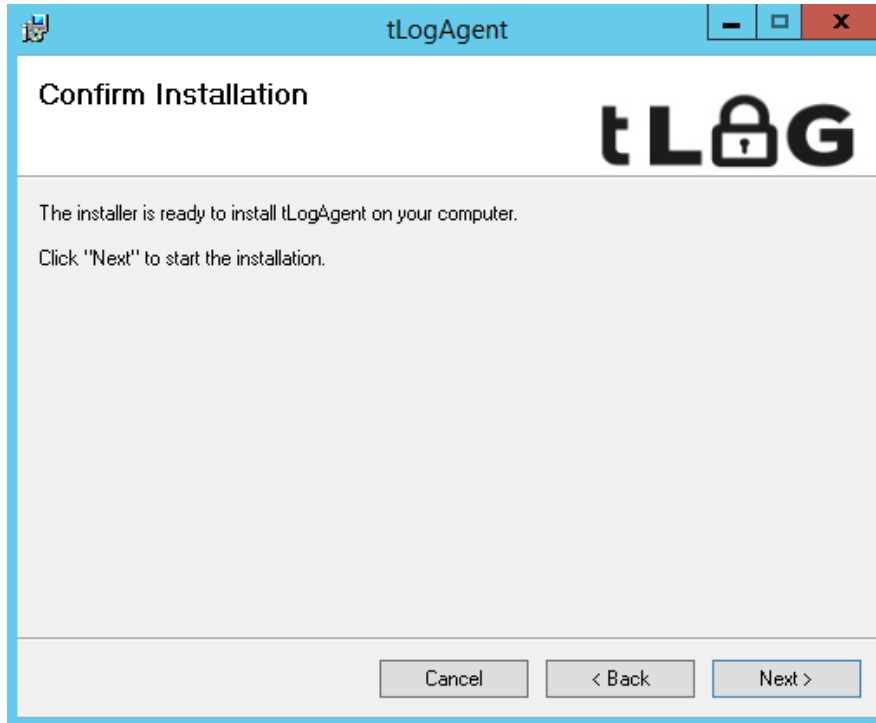 tLogAgent
Confirm Installation
tLOG
The installer is ready to install tLogAgent on your computer.
Click "Next" to start the installation.
Cancel
< Back
Next >